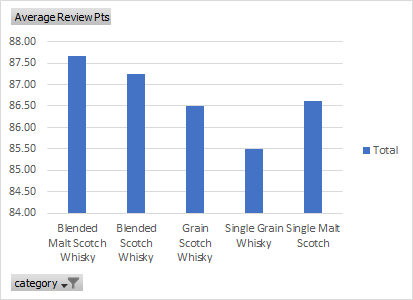 Average Review Pts
88.00
87.50
87.00
86.50
86.00
85.50
85.00
84.50
84.00
Blended Malt Scotch Whisky
Blended Scotch Whisky
Grain Scotch Whisky
Single Grain Whisky
Single Malt Scotch
Total
category